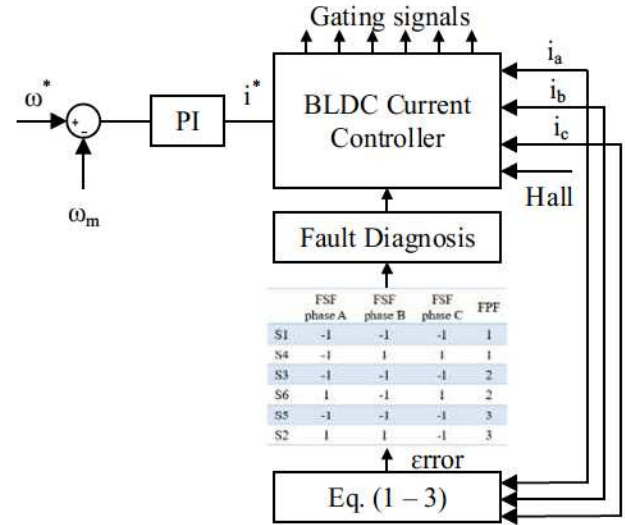 Gating signals
ω*
+
-
ωm
PI
i*
BLDC Current
Controller
ia
ib
ic
Hall
Fault Diagnosis
FSF phase A FSF phase B FSF phase C FPF
S1 -1 -1 -1 1
S4 -1 1 1 1
S3 -1 -1 -1 2
S6 1 -1 1 2
S5 -1 -1 -1 3
S2 1 1 -1 3
εrror
Eq. (1 – 3)